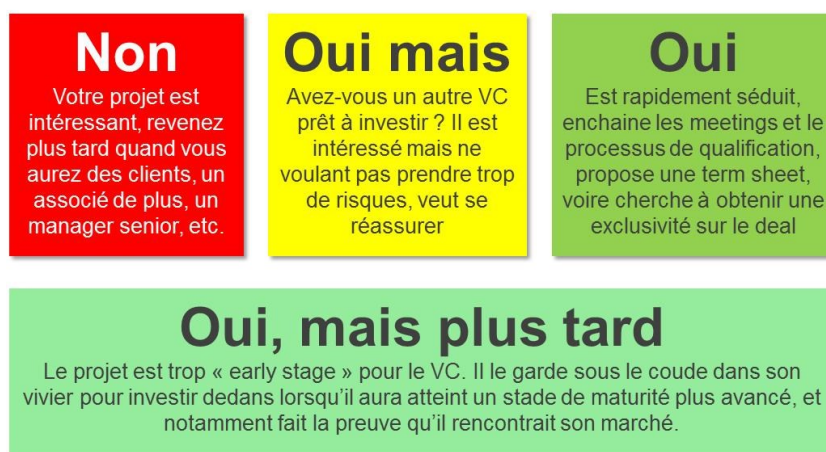 Non
Votre projet est
intéressant, revenez
plus tard quand vous
aurez des clients, un
associé de plus, un
manager senior, etc.
Oui mais
Avez-vous un autre VC
prêt à investir ? Il est
intéressé mais ne
voulant pas prendre trop
de risques, veut se
réassurer
Oui
Est rapidement séduit,
enchaine les meetings et le
processus de qualification,
propose une term sheet,
voire cherche à obtenir une
exclusivité sur le deal
Oui, mais plus tard
Le projet est trop « early stage » pour le VC. Il le garde sous le coude dans son
vivier pour investir dedans lorsqu’il aura atteint un stade de maturité plus avancé, et
notamment fait la preuve qu’il rencontrait son marché.